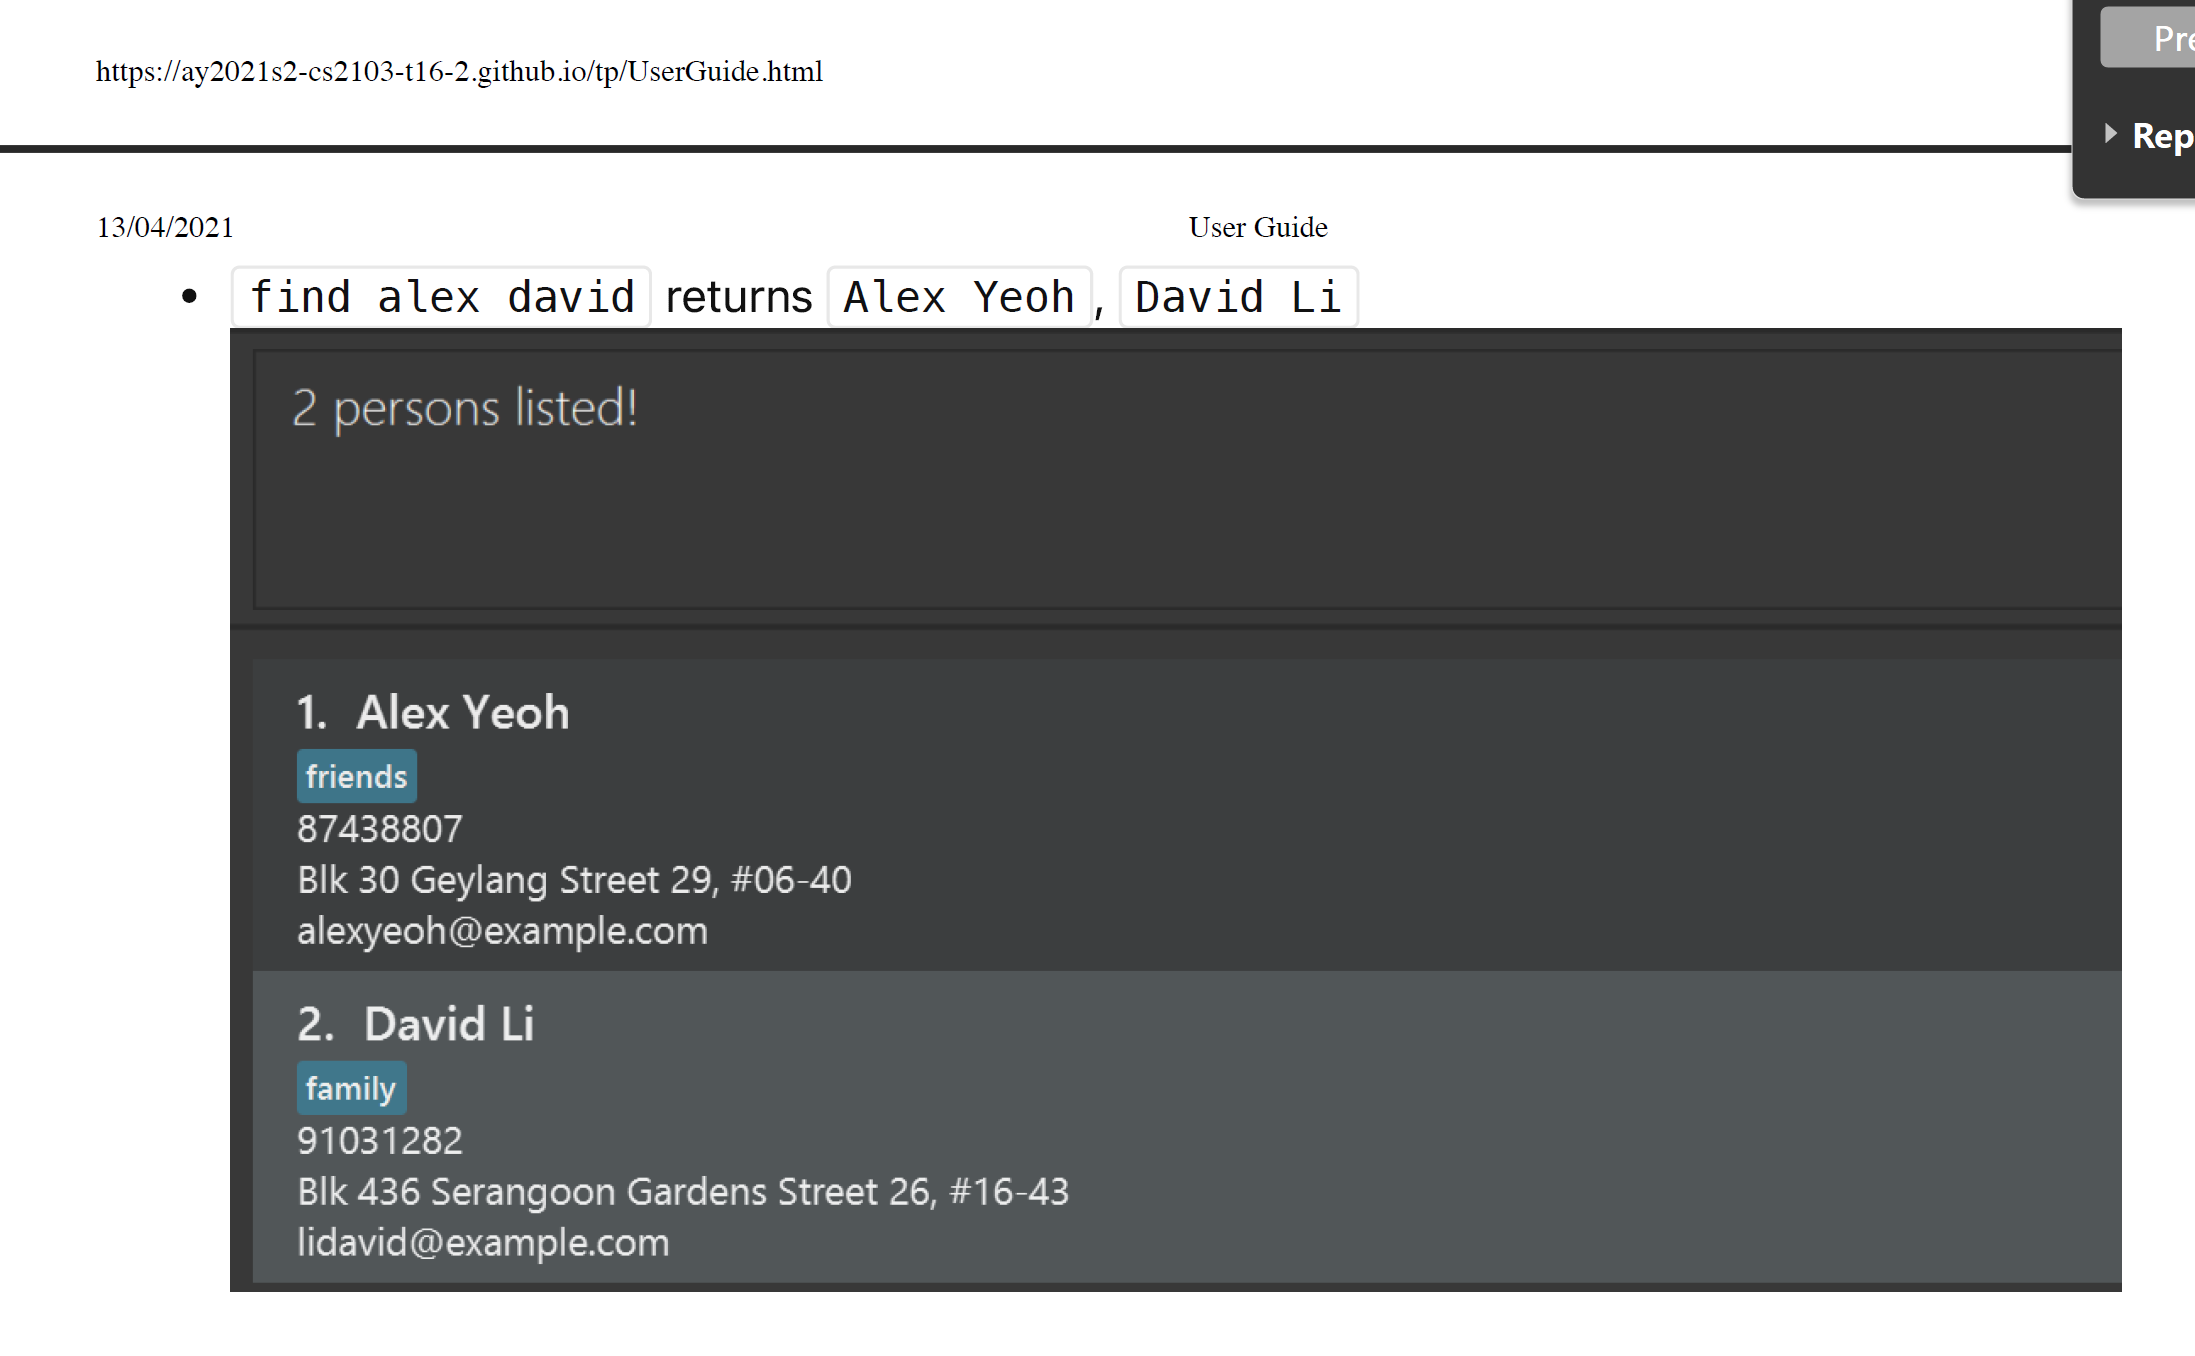 https://ay2021s2-cs2103-t16-2.github.io/tp/UserGuide.html
13/04/2021 User Guide
• find alex david returns Alex Yeoh, David Li
2 persons listed!
1. Alex Yeoh
friends
87438807
Blk 30 Geylang Street 29, #06-40
alexyeoh@example.com
2. David Li
family
91031282
Blk 436 Serangoon Gardens Street 26, #16-43
lidavid@example.com